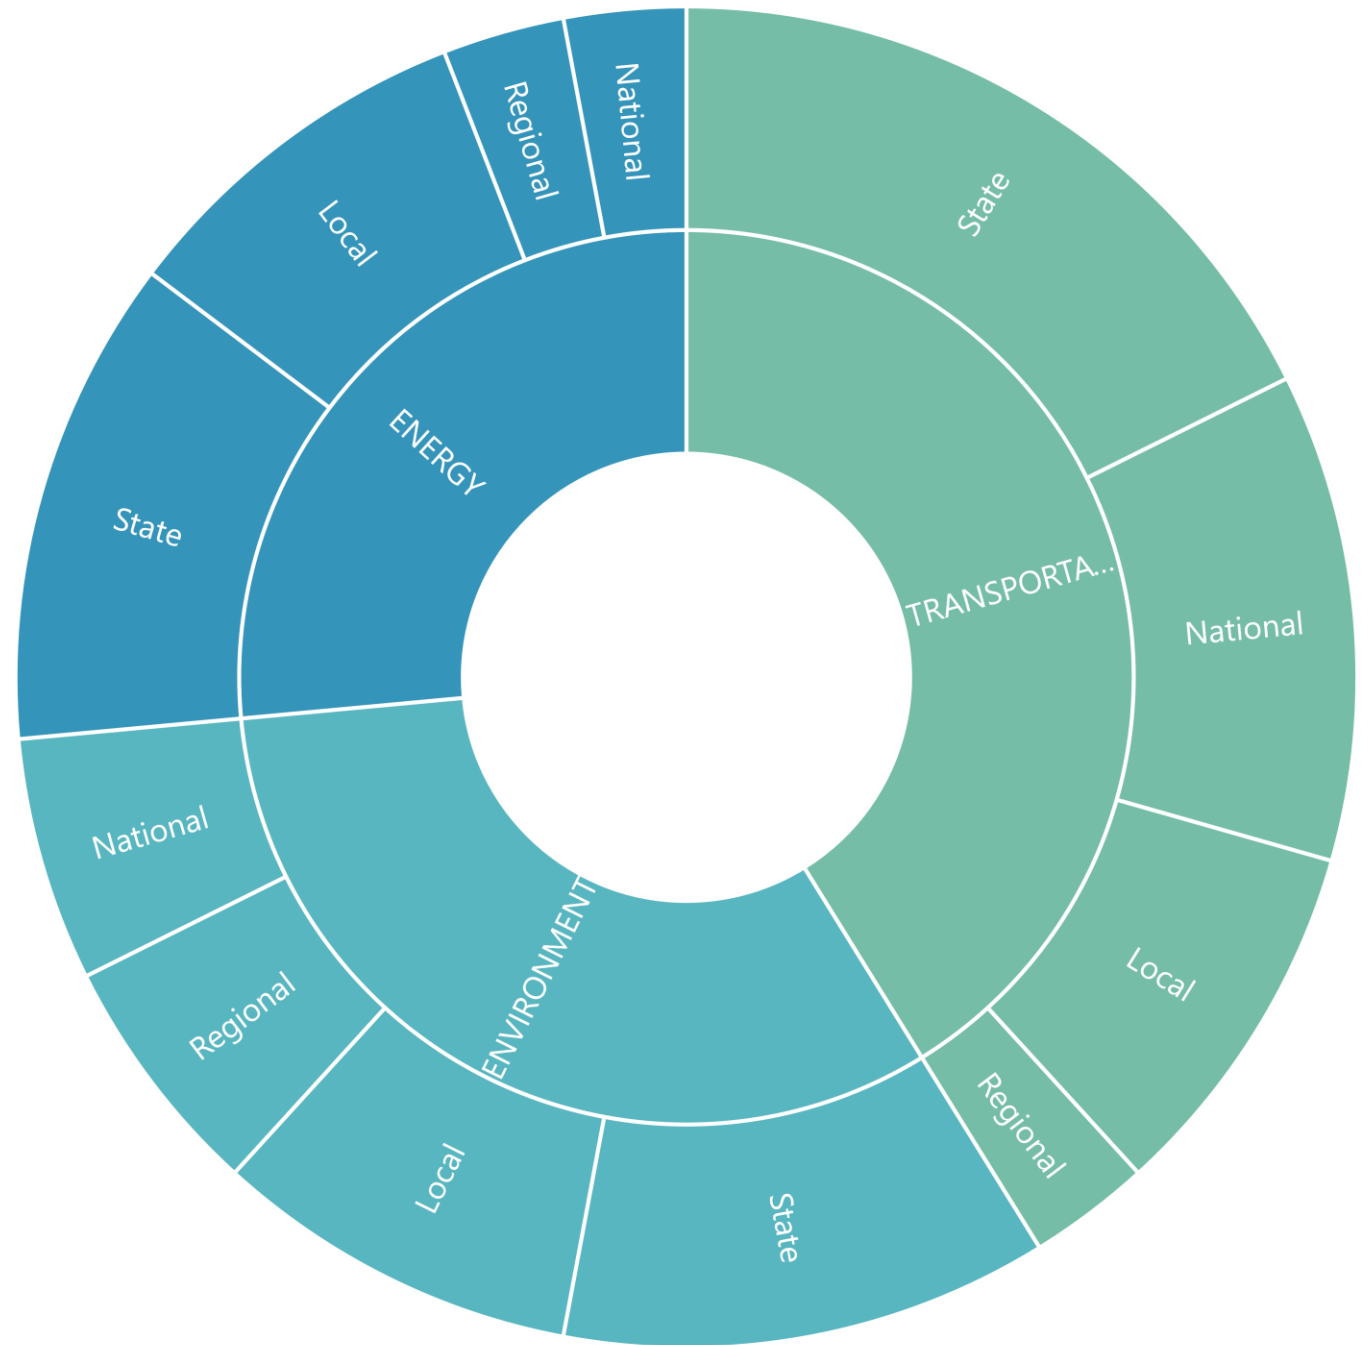 National
Regional
State
Local
ENERGY
State
TRANSPORTA...
National
National
ENVIRONMENT
Local
Regional
Regional
Local
State